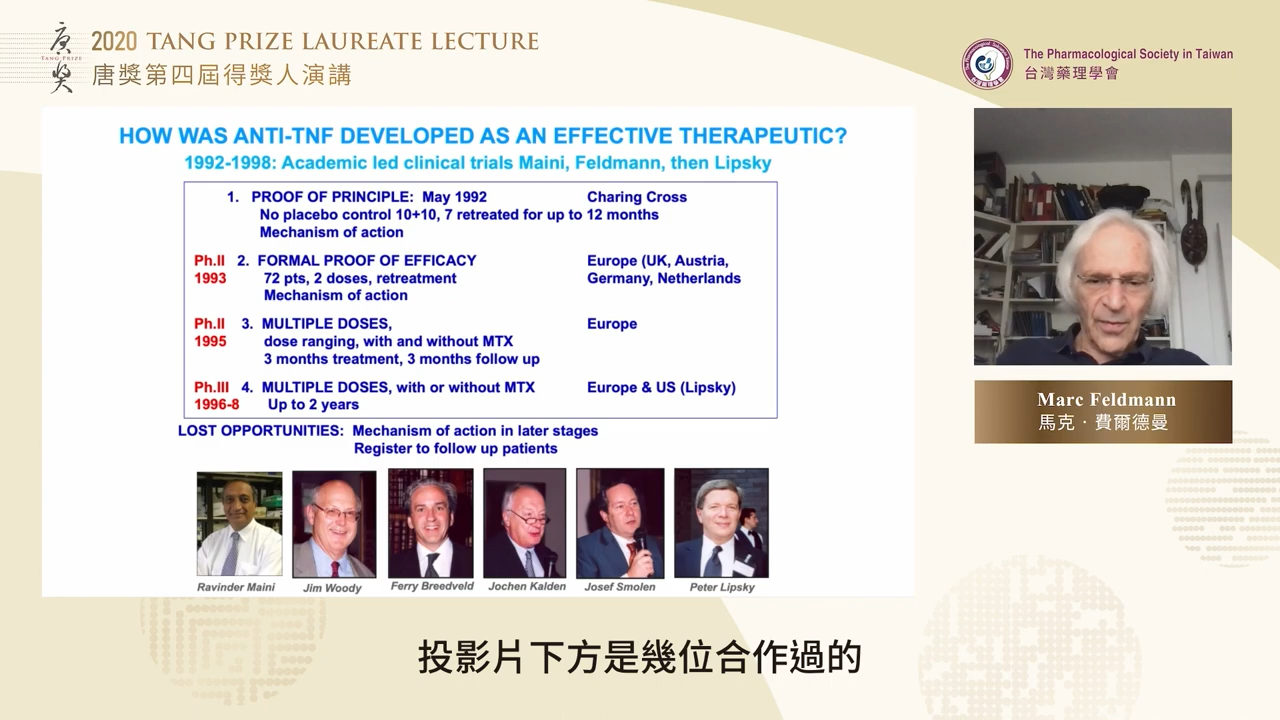 唐獎
TANG PRIZE
2020 TANG PRIZE LAUREATE LECTURE
唐獎第四屆得獎人演講
The Pharmacological Society in Taiwan
台灣藥理學會
HOW WAS ANTI-TNF DEVELOPED AS AN EFFECTIVE THERAPEUTIC?
1992-1998: Academic led clinical trials Maini, Feldmann, then Lipsky
1. PROOF OF PRINCIPLE: May 1992 Charing Cross
No placebo control 10+10, 7 retreated for up to 12 months
Mechanism of action
Ph.II 2. FORMAL PROOF OF EFFICACY Europe (UK, Austria,
1993 72 pts, 2 doses, retreatment Germany, Netherlands
Mechanism of action
Ph.II 3. MULTIPLE DOSES, Europe
1995 dose ranging, with and without MTX
3 months treatment, 3 months follow up
Ph.III 4. MULTIPLE DOSES, with or without MTX Europe & US (Lipsky)
1996-8 Up to 2 years
LOST OPPORTUNITIES: Mechanism of action in later stages
Register to follow up patients
Ravinder Maini Jim Woody Ferry Breedveld Jochen Kalden Josef Smolen Peter Lipsky
Marc Feldmann
馬克・費爾德曼
投影片下方是幾位合作過的